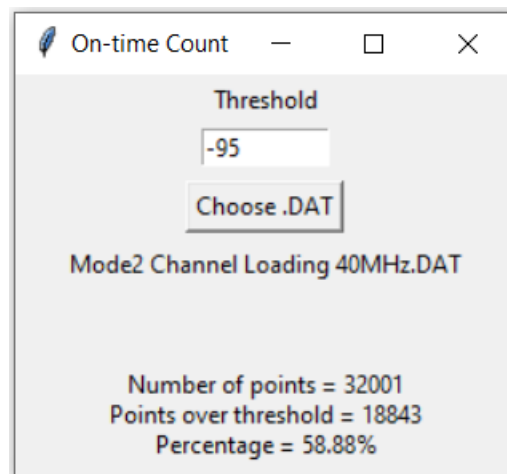 On-time Count
Threshold
-95
Choose .DAT
Mode2 Channel Loading 40MHz.DAT
Number of points = 32001
Points over threshold = 18843
Percentage = 58.88%